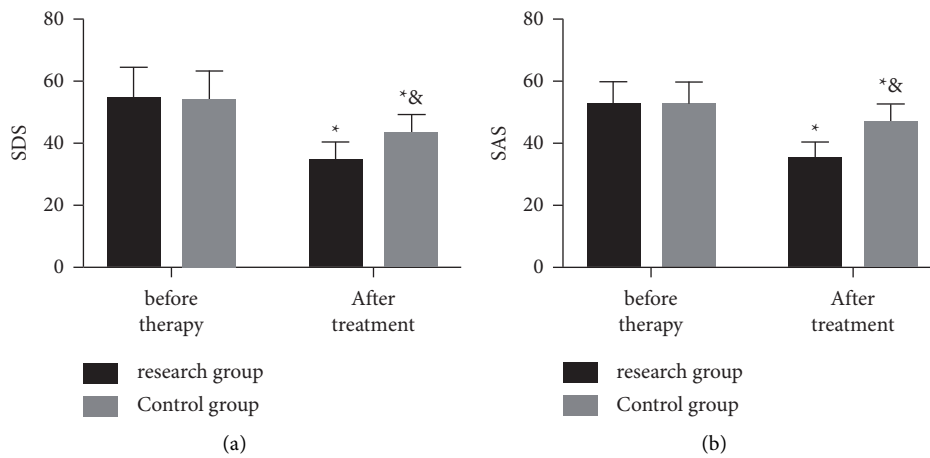 80
60
40
20
0
SDS
*
*&
before
therapy
After
treatment
research group
Control group
(a)
80
60
40
20
0
SAS
*
*&
before
therapy
After
treatment
research group
Control group
(b)